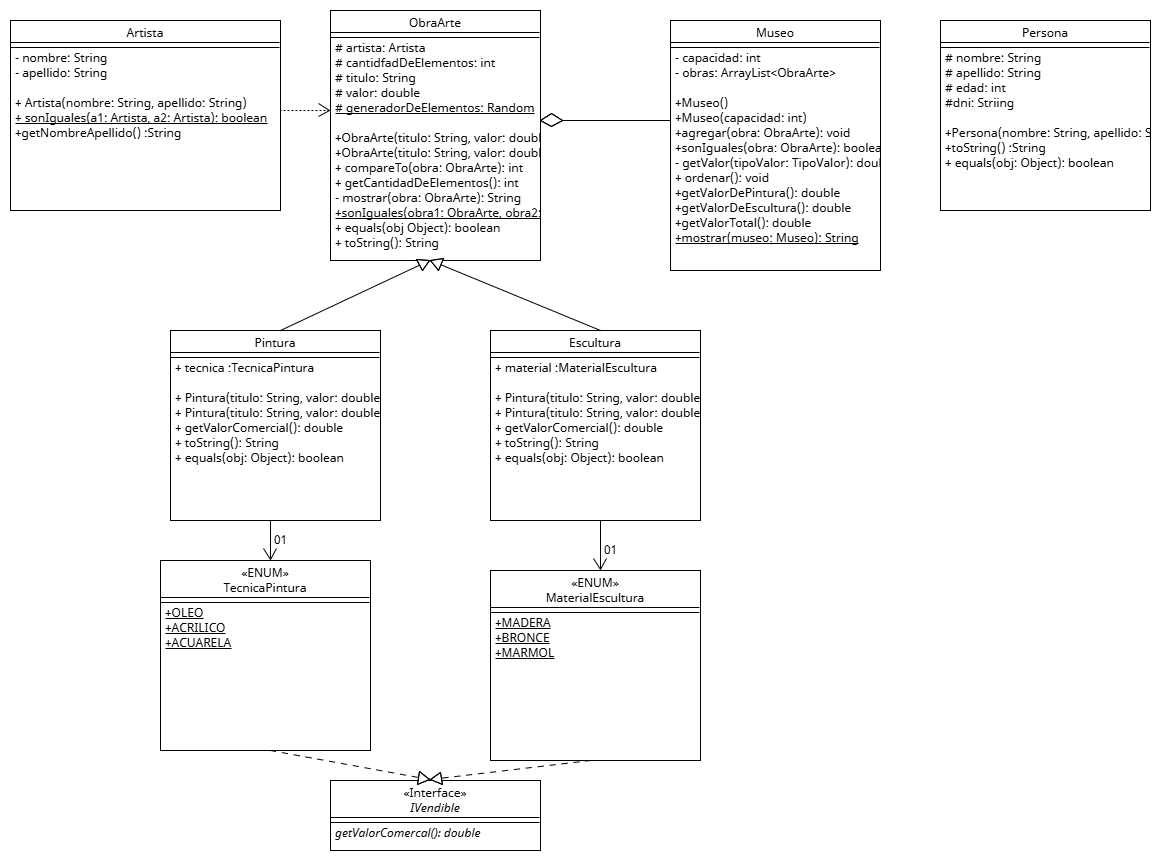 Artista
- nombre: String
- apellido: String
+ Artista(nombre: String, apellido: String)
+ sonIguales(a1: Artista, a2: Artista): boolean
+getNombreApellido() :String
ObraArte
# artista: Artista
# cantidfadDeElementos: int
# titulo: String
# valor: double
# generadorDeElementos: Random
+ObraArte(titulo: String, valor: doubl
+ObraArte(titulo: String, valor: doubl
+ compareTo(obra: ObraArte): int
+ getCantidadDeElementos(): int
- mostrar(obra: ObraArte): String
+sonIguales(obra1: ObraArte, obra2:
+ equals(obj Object): boolean
+ toString(): String
Museo
- capacidad: int
- obras: ArrayList<ObraArte>
+Museo()
+Museo(capacidad: int)
+agregar(obra: ObraArte): void
+sonIguales(obra: ObraArte): boolea
- getValor(tipoValor: TipoValor): doul
+ ordenar(): void
+getValorDePintura(): double
+getValorDeEscultura(): double
+getValorTotal(): double
+mostrar(museo: Museo): String
Persona
# nombre: String
# apellido: String
# edad: int
#dni: Striing
+Persona(nombre: String, apellido: S
+toString() :String
+ equals(obj: Object): boolean
Pintura
+ tecnica :TecnicaPintura
+ Pintura(titulo: String, valor: double
+ Pintura(titulo: String, valor: double
+ getValorComercial(): double
+ toString(): String
+ equals(obj: Object): boolean
Escultura
+ material :MaterialEscultura
+ Pintura(titulo: String, valor: double
+ Pintura(titulo: String, valor: double
+ getValorComercial(): double
+ toString(): String
+ equals(obj: Object): boolean
01
01
«ENUM»
TecnicaPintura
+OLEO
+ACRILICO
+ACUARELA
«ENUM»
MaterialEscultura
+MADERA
+BRONCE
+MARMOL
«Interface»
IVendible
getValorComercal(): double